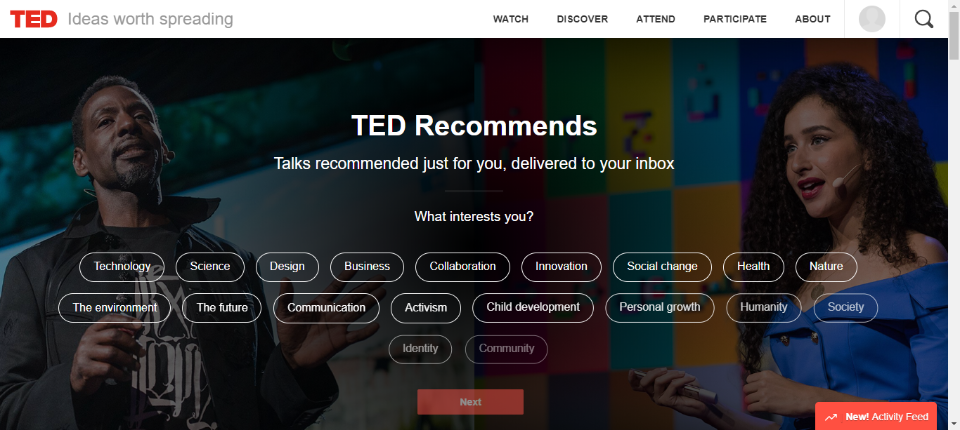 TED Ideas worth spreading WATCH DISCOVER ATTEND PARTICIPATE ABOUT
TED Recommends
Talks recommended just for you, delivered to your inbox
What interests you?
Technology Science Design Business Collaboration Innovation Social change Health Nature
The environment The future Communication Activism Child development Personal growth Humanity Society
Identity Community
Next
New! Activity Feed